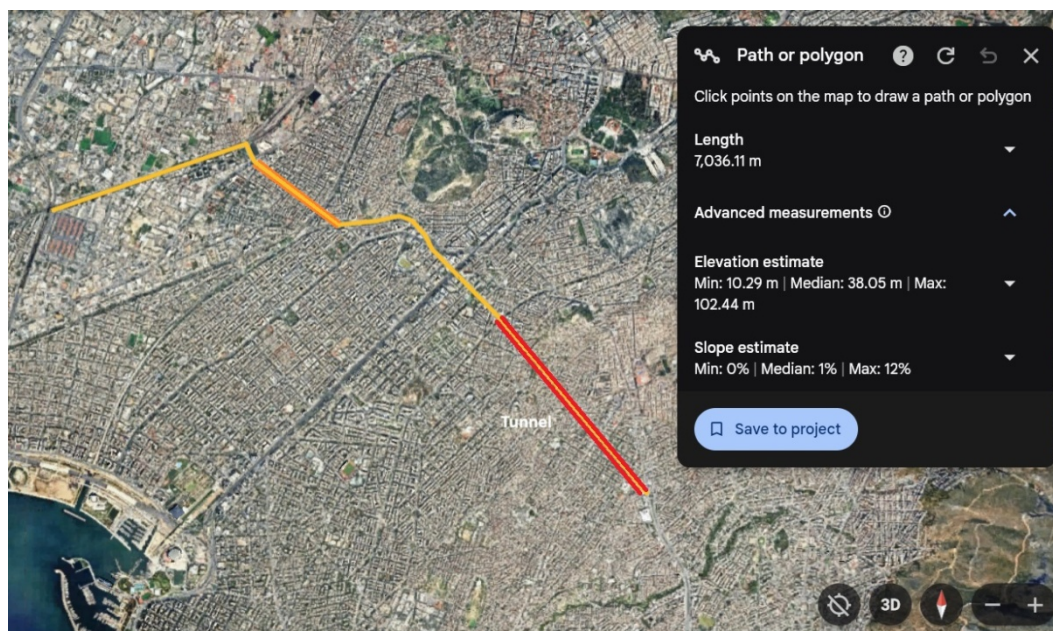 Path or polygon
Click points on the map to draw a path or polygon
Length
7,036.11 m
Advanced measurements
Elevation estimate
Min: 10.29 m | Median: 38.05 m | Max:
102.44 m
Slope estimate
Min: 0% | Median: 1% | Max: 12%
Save to project
Tunnel
3D